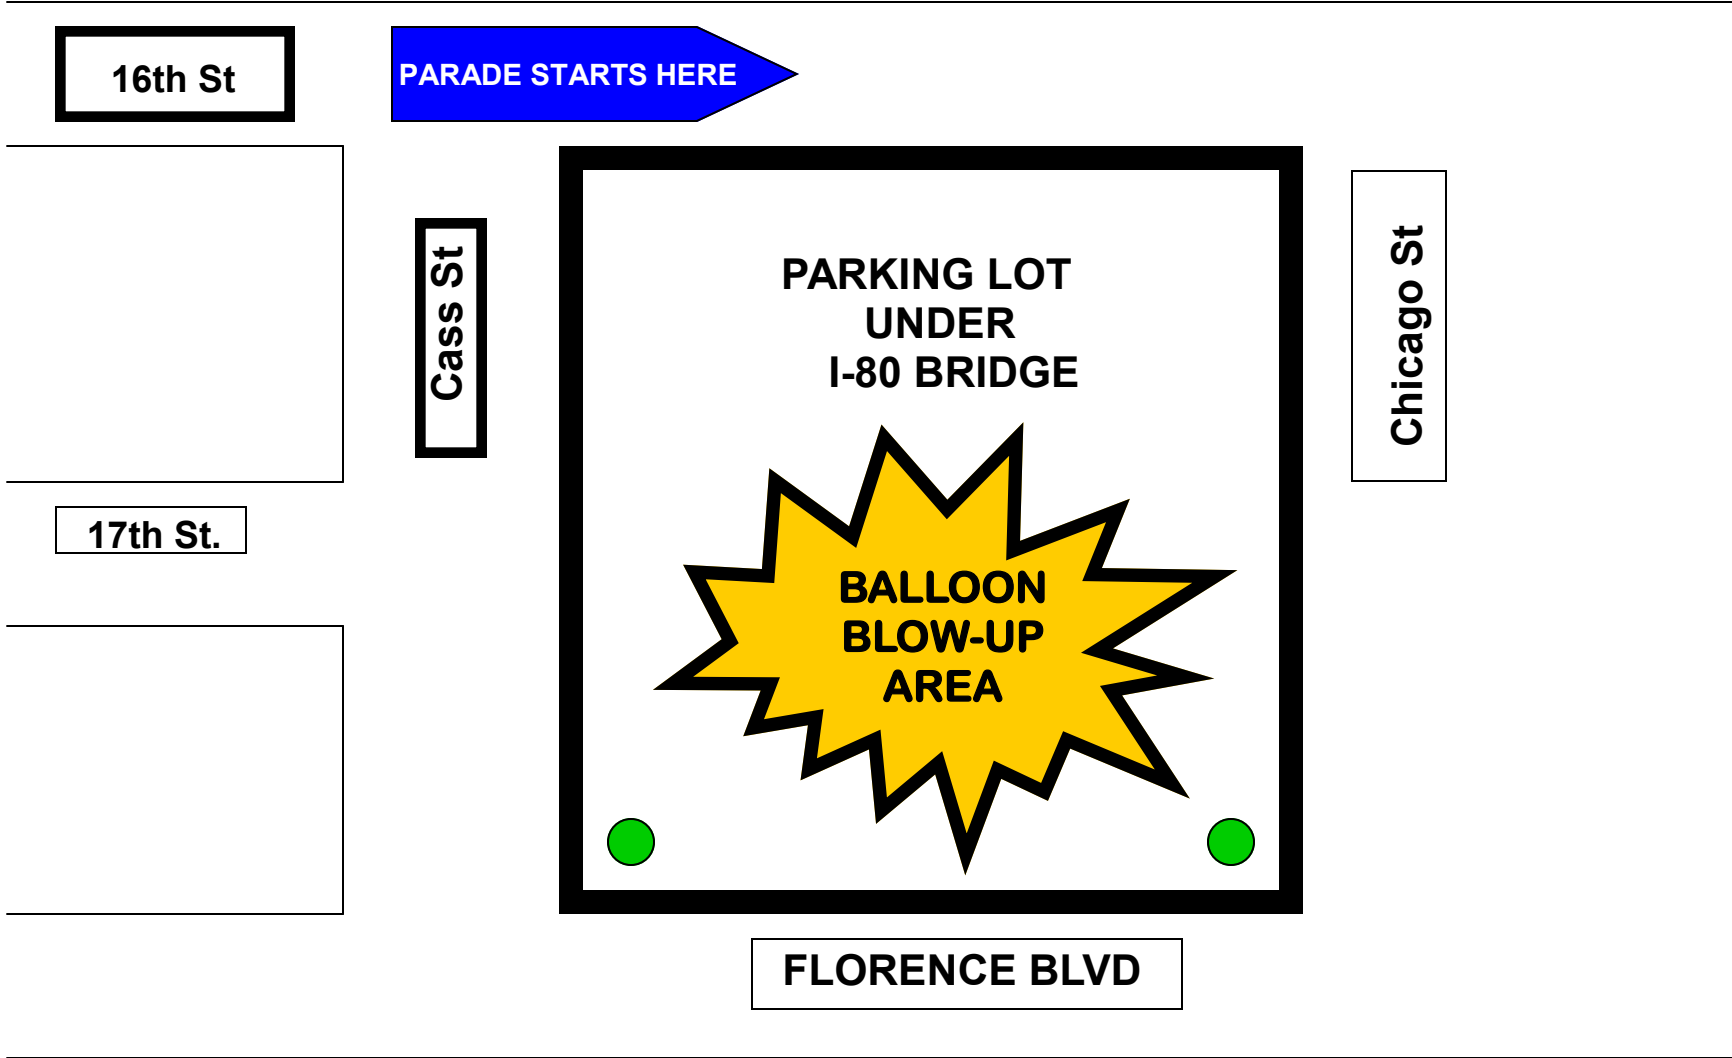 16th St
PARADE STARTS HERE
Cass St
PARKING LOT
UNDER
I-80 BRIDGE
Chicago St
17th St.
BALLOON
BLOW-UP
AREA
FLORENCE BLVD